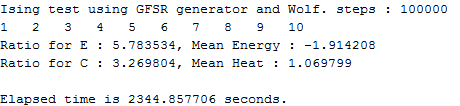 Ising test using GFSR generator and Wolf. steps : 100000
1 2 3 4 5 6 7 8 9 10
Ratio for E : 5.783534, Mean Energy : -1.914208
Ratio for C : 3.269804, Mean Heat : 1.069799
Elapsed time is 2344.857706 seconds.